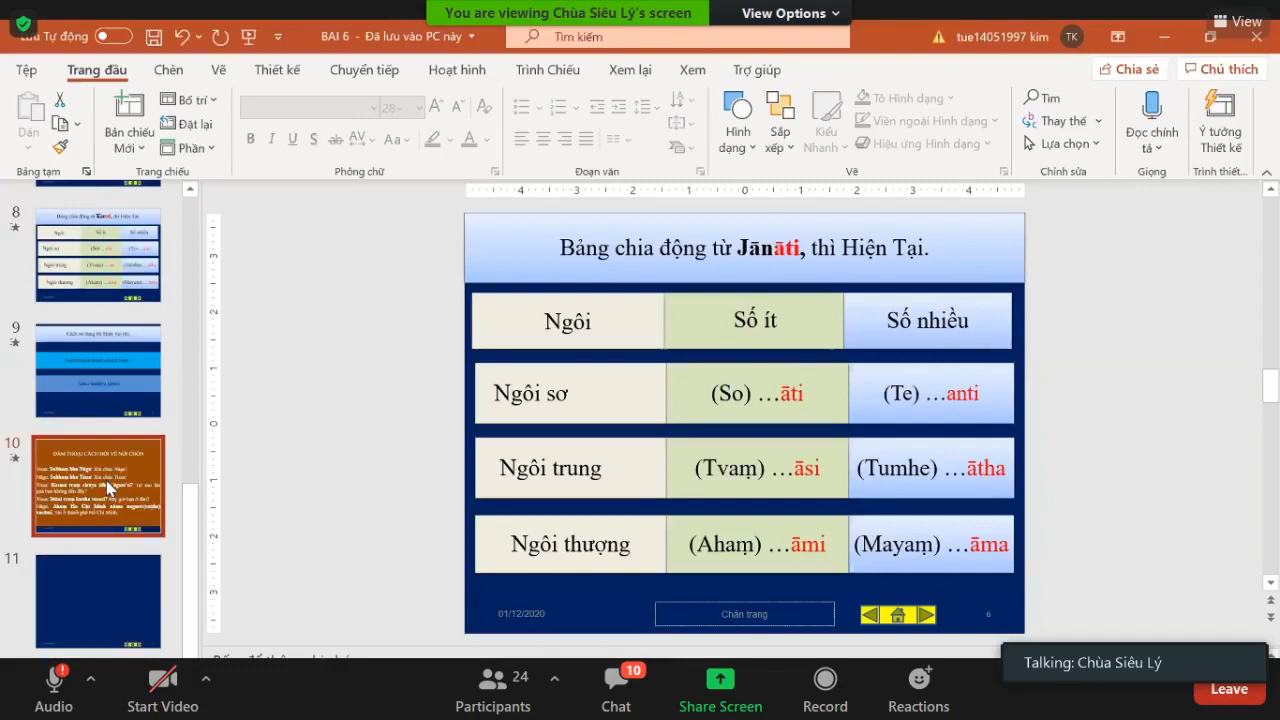 You are viewing Chùa Siêu Lý's screen
View Options
View
Lưu Tự động
BAI 6 - Đã lưu vào PC này
Tìm kiếm
tue14051997 kim
TK
Tệp
Trang đầu
Chèn
Vẽ
Thiết kế
Chuyển tiếp
Hoạt hình
Trình Chiếu
Xem lại
Xem
Trợ giúp
Chia sẻ
Chú thích
Dán
Bản chiếu Mới
Bố trí
Đặt lại
Phần
28
Hình dạng
Sắp xếp
Kiểu Nhanh
Tô Hình dạng
Viền ngoài Hình dạng
Hiệu ứng Hình dạng
Tìm
Thay thế
Lựa chọn
Đọc chính tả
Ý tưởng Thiết kế
Bảng tạm
Trang chiếu
Phông chữ
Đoạn văn
Vẽ
Chỉnh sửa
Giọng
Trình thiết...
8
9
10
11
Bảng chia động từ Jānāti, thì Hiện Tại.
Ngôi Số ít Số nhiều
Ngôi sơ (So) ...āti (Te) ...anti
Ngôi trung (Tvam) ...āsi (Tumhe) ...ātha
Ngôi thượng (Ahaṃ) ...āmi (Mayaṃ) ...āma
01/12/2020
Chân trang
6
Talking: Chùa Siêu Lý
Audio
Start Video
Participants
24
Chat
10
Share Screen
Record
Reactions
Leave